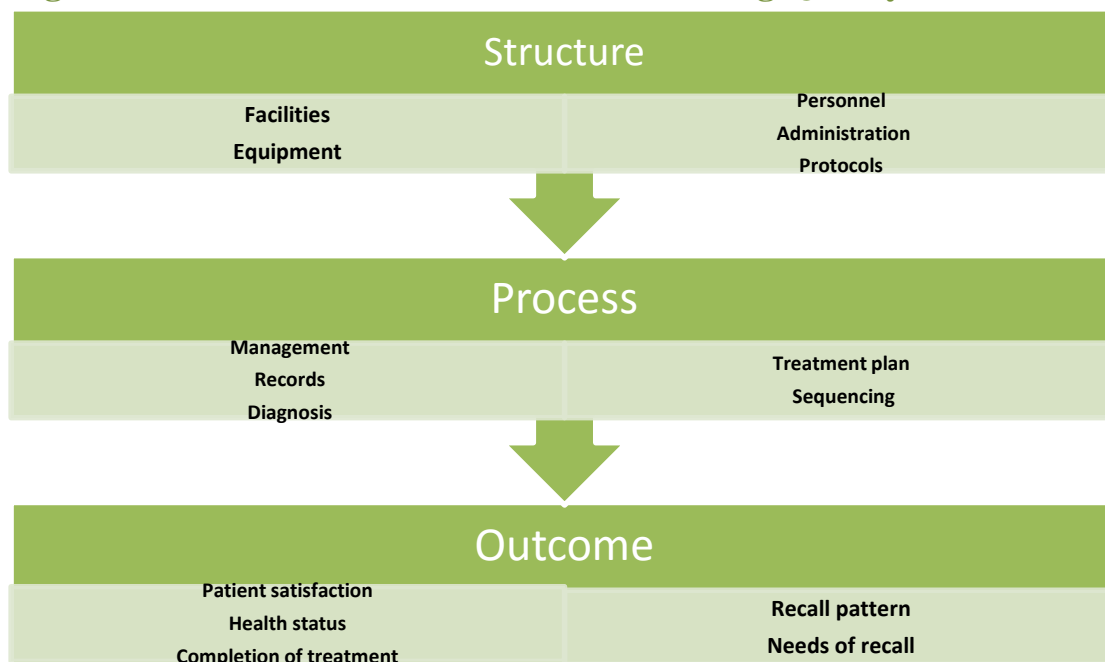 Structure
Facilities
Equipment
Personnel
Administration
Protocols
Process
Management
Records
Diagnosis
Treatment plan
Sequencing
Outcome
Patient satisfaction
Health status
Completion of treatment
Recall pattern
Needs of recall